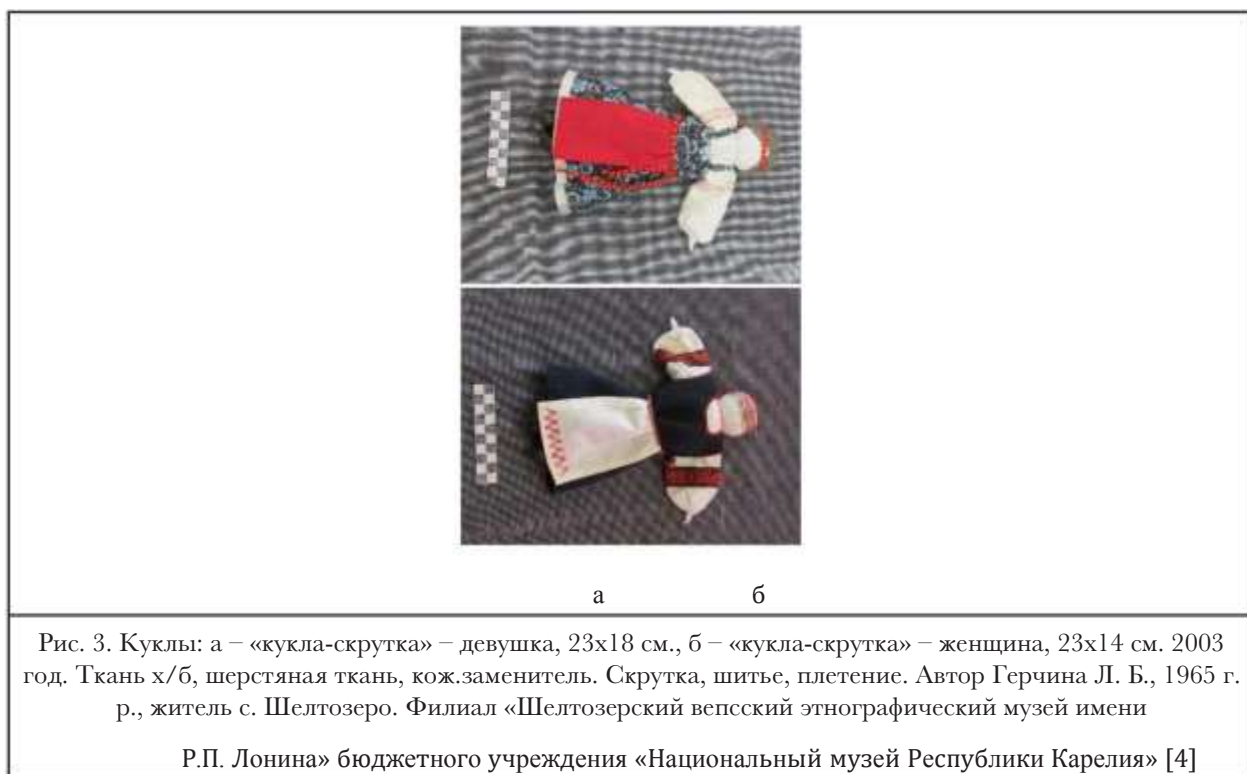 а б
Рис. 3. Куклы: а – «кукла-скрутка» – девушка, 23х18 см., б – «кукла-скрутка» – женщина, 23х14 см. 2003
год. Ткань х/б, шерстяная ткань, кож.заменитель. Скрутка, шитье, плетение. Автор Герчина Л. Б., 1965 г.
р., житель с. Шелтозеро. Филиал «Шелтозерский вепсский этнографический музей имени
Р.П. Лонина» бюджетного учреждения «Национальный музей Республики Карелия» [4]